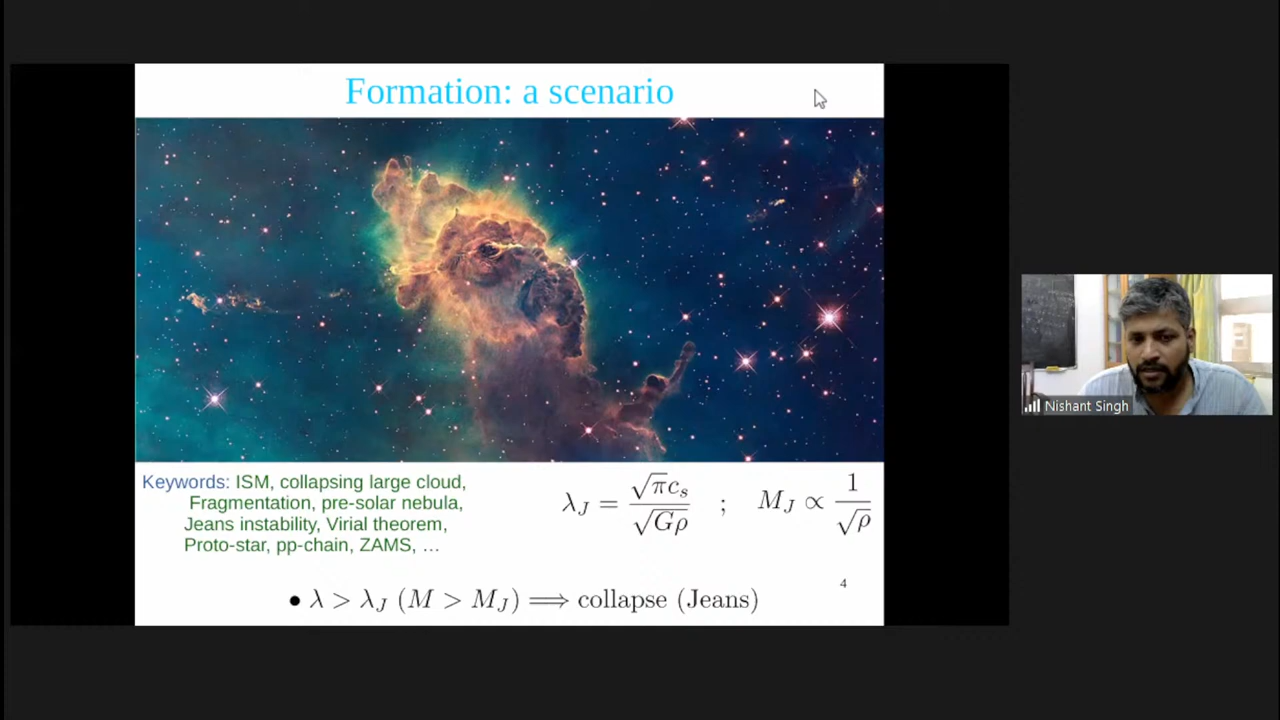 Formation: a scenario
Keywords: ISM, collapsing large cloud,
Fragmentation, pre-solar nebula,
Jeans instability, Virial theorem,
Proto-star, pp-chain, ZAMS, …
λ_J = √π c_s / √Gρ ; M_J ∝ 1 / √ρ
4
• λ > λ_J (M > M_J) ⟹ collapse (Jeans)
Nishant Singh